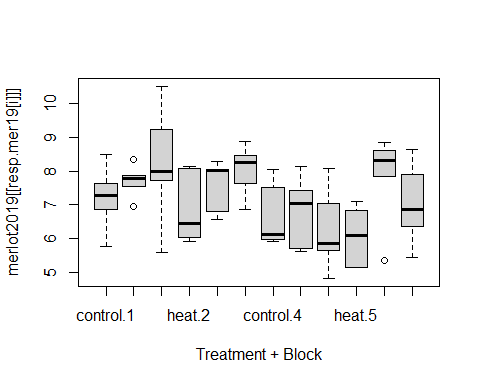 merlot2019[[resp.mer19[i]]]
10
9
8
7
6
5
control.1 heat.2 control.4 heat.5
Treatment + Block